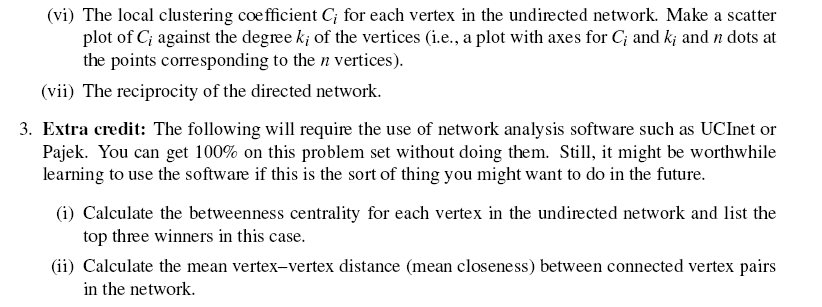 (vi) The local clustering coefficient Ci for each vertex in the undirected network. Make a scatter
plot of Ci against the degree ki of the vertices (i.e., a plot with axes for Ci and ki and n dots at
the points corresponding to the n vertices).
(vii) The reciprocity of the directed network.
3. Extra credit: The following will require the use of network analysis software such as UCInet or
Pajek. You can get 100% on this problem set without doing them. Still, it might be worthwhile
learning to use the software if this is the sort of thing you might want to do in the future.
(i) Calculate the betweenness centrality for each vertex in the undirected network and list the
top three winners in this case.
(ii) Calculate the mean vertex–vertex distance (mean closeness) between connected vertex pairs
in the network.